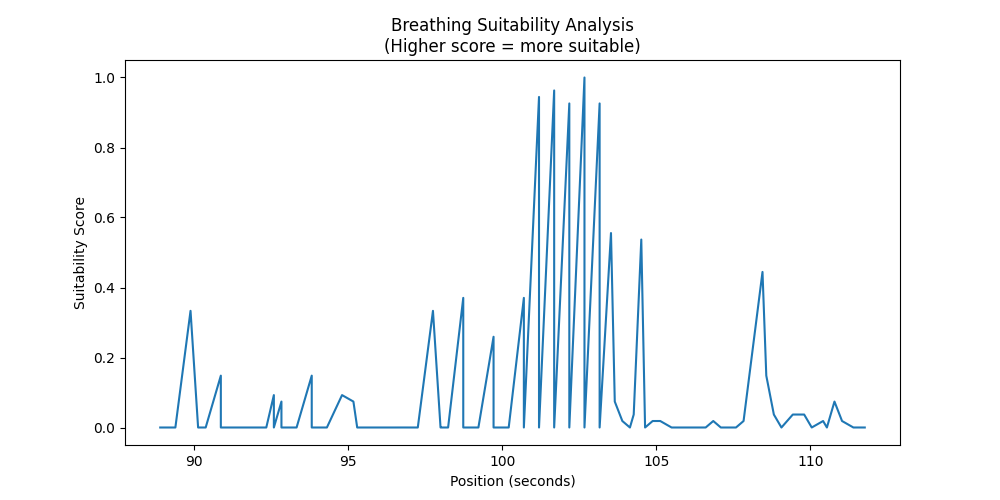 Breathing Suitability Analysis
(Higher score = more suitable)
1.0
0.8
0.6
0.4
0.2
0.0
Suitability Score
90 95 100 105 110
Position (seconds)